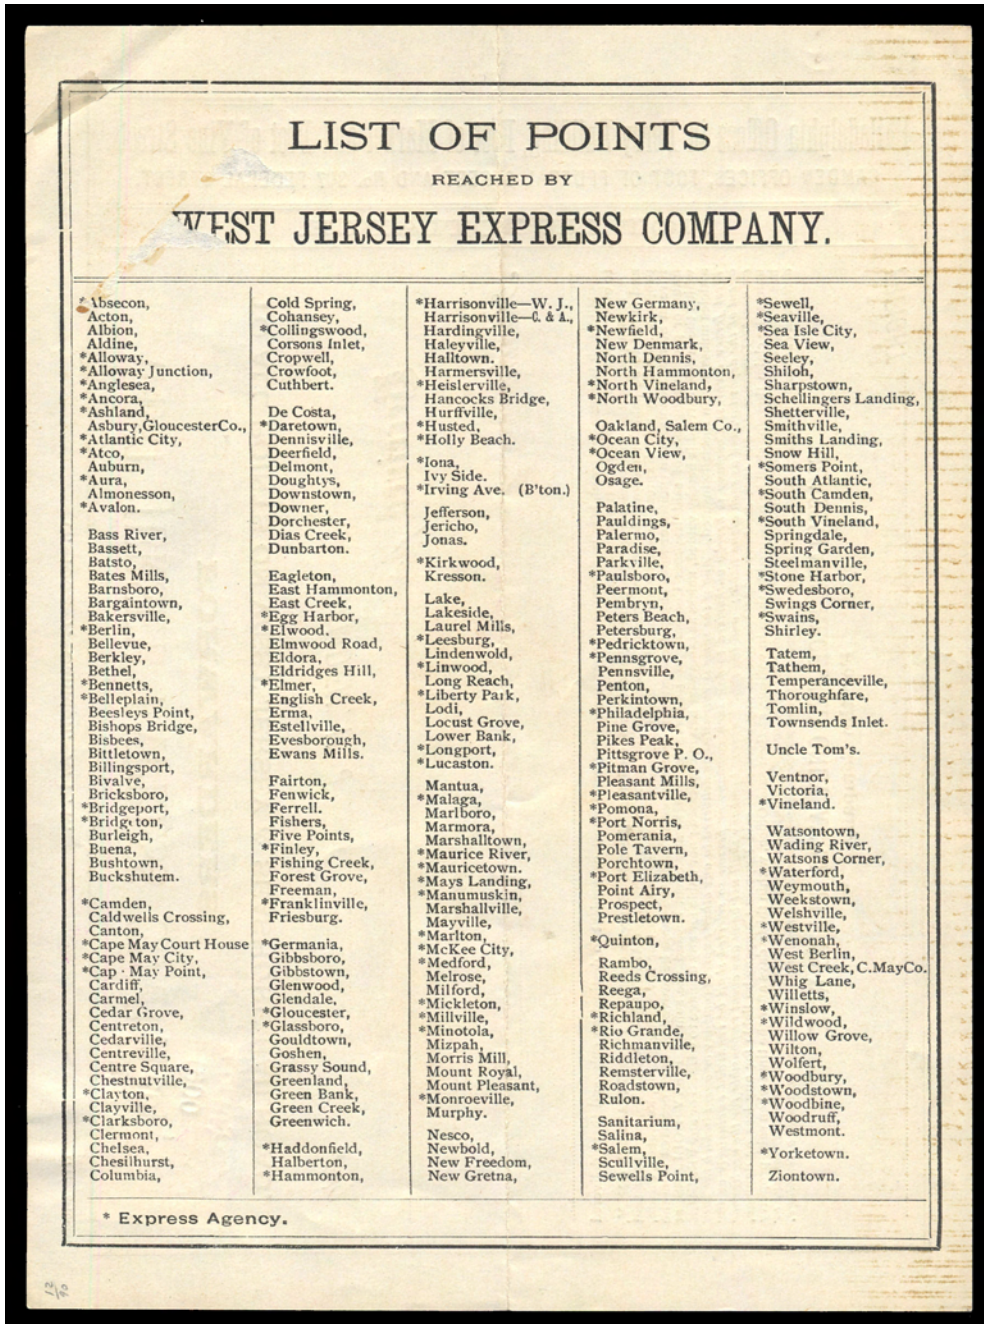 LIST OF POINTS
REACHED BY
WEST JERSEY EXPRESS COMPANY.
*Absecon,
Acton,
Albion,
Aldine,
*Alloway,
*Alloway Junction,
*Anglesea,
*Ancora,
*Ashland,
Asbury,GloucesterCo.,
*Atlantic City,
*Atco,
Auburn,
*Aura,
Almonesson,
*Avalon.
Bass River,
Bassett,
Batsto,
Bates Mills,
Barnsboro,
Bargaintown,
Bakersville,
*Berlin,
Bellevue,
Berkley,
Bethel,
*Bennetts,
*Belleplain,
Beesleys Point,
Bishops Bridge,
Bisbees,
Bittletown,
Billingsport,
Bivalve,
Bricksboro,
*Bridgeport,
*Bridgeton,
Burleigh,
Buena,
Bushtown,
Buckshutem.
*Camden,
Caldwells Crossing,
Canton,
*Cape May Court House
*Cape May City,
*Cap · May Point,
Cardiff,
Carmel,
Cedar Grove,
Centreton,
Cedarville,
Centreville,
Centre Square,
Chestnutville,
*Clayton,
Clayville,
*Clarksboro,
Clermont,
Chelsea,
Chesilhurst,
Columbia,
Cold Spring,
Cohansey,
*Collingswood,
Corsons Inlet,
Cropwell,
Crowfoot,
Cuthbert.
De Costa,
*Daretown,
Dennisville,
Deerfield,
Delmont,
Doughtys,
Downstown,
Downer,
Dorchester,
Dias Creek,
Dunbarton.
Eagleton,
East Hammonton,
East Creek,
*Egg Harbor,
*Elwood.
Elmwood Road,
Eldora,
Eldridges Hill,
*Elmer,
English Creek,
Erma,
Estellville,
Evesborough,
Ewans Mills.
Fairton,
Fenwick,
Ferrell.
Fishers,
Five Points,
*Finley,
Fishing Creek,
Forest Grove,
Freeman,
*Franklinville,
Friesburg.
*Germania,
Gibbsboro,
Gibbstown,
Glenwood,
Glendale,
*Gloucester,
*Glassboro,
Gouldtown,
Goshen,
Grassy Sound,
Greenland,
Green Bank,
Green Creek,
Greenwich.
*Haddonfield,
Halberton,
*Hammonton,
*Harrisonville—W. J.,
Harrisonville—C. & A.,
Hardingville,
Haleyville,
Halltown.
Harmersville,
*Heislerville,
Hancocks Bridge,
Hurffville,
*Husted,
*Holly Beach.
*Iona,
Ivy Side.
*Irving Ave. (B'ton.)
Jefferson,
Jericho,
Jonas.
*Kirkwood,
Kresson.
Lake,
Lakeside,
Laurel Mills,
*Leesburg,
Lindenwold,
*Linwood,
Long Reach,
*Liberty Park,
Lodi,
Locust Grove,
Lower Bank,
*Longport,
*Lucaston.
Mantua,
*Malaga,
Marlboro,
Marmora,
Marshalltown,
*Maurice River,
*Mauricetown.
*Mays Landing,
*Manumuskin,
Marshallville,
Mayville,
*Marlton,
*McKee City,
*Medford,
Melrose,
Milford,
*Mickleton,
*Millville,
*Minotola,
Mizpah,
Morris Mill,
Mount Royal,
Mount Pleasant,
*Monroeville,
Murphy.
Nesco,
Newbold,
New Freedom,
New Gretna,
New Germany,
Newkirk,
*Newfield,
New Denmark,
North Dennis,
North Hammonton,
*North Vineland,
*North Woodbury,
Oakland, Salem Co.,
*Ocean City,
*Ocean View,
Ogden,
Osage.
Palatine,
Pauldings,
Palermo,
Paradise,
Parkville,
*Paulsboro,
Peermont,
Pembryn,
Peters Beach,
Petersburg,
*Pedricktown,
*Pennsgrove,
Pennsville,
Penton,
Perkintown,
*Philadelphia,
Pine Grove,
Pikes Peak,
Pittsgrove P. O.,
*Pitman Grove,
Pleasant Mills,
*Pleasantville,
*Pomona,
*Port Norris,
Pomerania,
Pole Tavern,
Porchtown,
*Port Elizabeth,
Point Airy,
Prospect,
Prestletown.
*Quinton,
Rambo,
Reeds Crossing,
Reega,
Repaupo,
*Richland,
*Rio Grande,
Richmanville,
Riddleton,
Remsterville,
Roadstown,
Rulon.
Sanitarium,
Salina,
*Salem,
Scullville,
Sewells Point,
*Sewell,
*Seaville,
*Sea Isle City,
Sea View,
Seeley,
Shiloh,
Sharpstown,
Schellingers Landing,
Shetterville,
Smithville,
Smiths Landing,
Snow Hill,
*Somers Point,
South Atlantic,
*South Camden,
South Dennis,
*South Vineland,
Springdale,
Spring Garden,
Steelmanville,
*Stone Harbor,
*Swedesboro,
Swings Corner,
*Swains,
Shirley.
Tatem,
Tathem,
Temperanceville,
Thoroughfare,
Tomlin,
Townsends Inlet.
Uncle Tom's.
Ventnor,
Victoria,
*Vineland.
Watsontown,
Wading River,
Watsons Corner,
*Waterford,
Weymouth,
Weekstown,
Welshville,
*Westville,
*Wenonah,
West Berlin,
West Creek, C.MayCo.
Whig Lane,
Willetts,
*Winslow,
*Wildwood,
Willow Grove,
Wilton,
Wolfert,
*Woodbury,
*Woodstown,
*Woodbine,
Woodruff,
Westmont.
*Yorketown.
Ziontown.
* Express Agency.